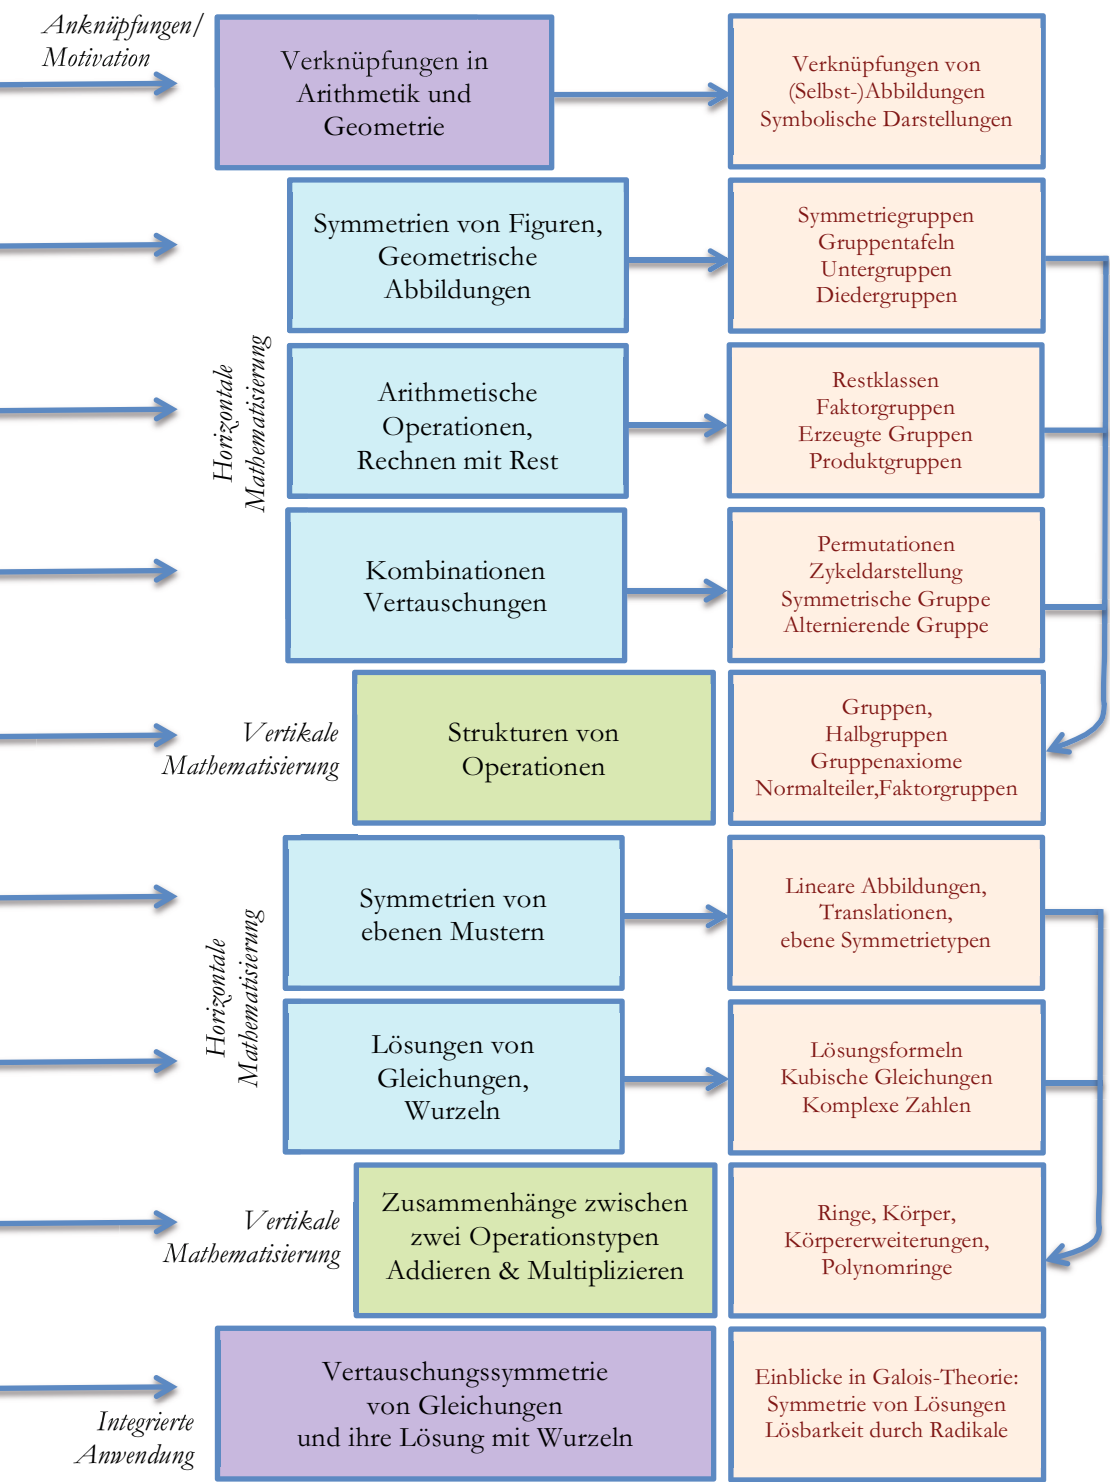 Anknüpfungen/
Motivation
Verknüpfungen in
Arithmetik und
Geometrie
Verknüpfungen von
(Selbst-)Abbildungen
Symbolische Darstellungen
Horizontale
Mathematisierung
Symmetrien von Figuren,
Geometrische
Abbildungen
Symmetriegruppen
Gruppentafeln
Untergruppen
Diedergruppen
Arithmetische
Operationen,
Rechnen mit Rest
Restklassen
Faktorgruppen
Erzeugte Gruppen
Produktgruppen
Kombinationen
Vertauschungen
Permutationen
Zykeldarstellung
Symmetrische Gruppe
Alternierende Gruppe
Vertikale
Mathematisierung
Strukturen von
Operationen
Gruppen,
Halbgruppen
Gruppenaxiome
Normalteiler,Faktorgruppen
Horizontale
Mathematisierung
Symmetrien von
ebenen Mustern
Lineare Abbildungen,
Translationen,
ebene Symmetrietypen
Lösungen von
Gleichungen,
Wurzeln
Lösungsformeln
Kubische Gleichungen
Komplexe Zahlen
Vertikale
Mathematisierung
Zusammenhänge zwischen
zwei Operationstypen
Addieren & Multiplizieren
Ringe, Körper,
Körpererweiterungen,
Polynomringe
Integrierte
Anwendung
Vertauschungssymmetrie
von Gleichungen
und ihre Lösung mit Wurzeln
Einblicke in Galois-Theorie:
Symmetrie von Lösungen
Lösbarkeit durch Radikale